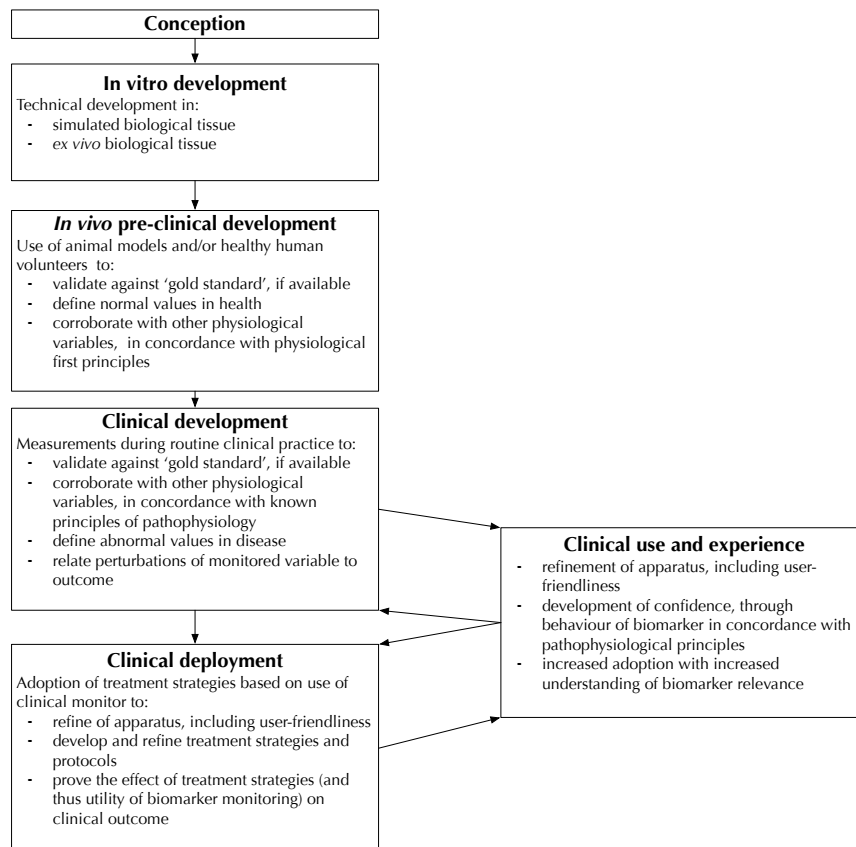 Conception
In vitro development
Technical development in:
- simulated biological tissue
- ex vivo biological tissue
In vivo pre-clinical development
Use of animal models and/or healthy human
volunteers to:
- validate against ‘gold standard’, if available
- define normal values in health
- corroborate with other physiological
variables, in concordance with physiological
first principles
Clinical development
Measurements during routine clinical practice to:
- validate against ‘gold standard’, if available
- corroborate with other physiological
variables, in concordance with known
principles of pathophysiology
- define abnormal values in disease
- relate perturbations of monitored variable to
outcome
Clinical use and experience
- refinement of apparatus, including user-
friendliness
- development of confidence, through
behaviour of biomarker in concordance with
pathophysiological principles
- increased adoption with increased
understanding of biomarker relevance
Clinical deployment
Adoption of treatment strategies based on use of
clinical monitor to:
- refine of apparatus, including user-friendliness
- develop and refine treatment strategies and
protocols
- prove the effect of treatment strategies (and
thus utility of biomarker monitoring) on
clinical outcome